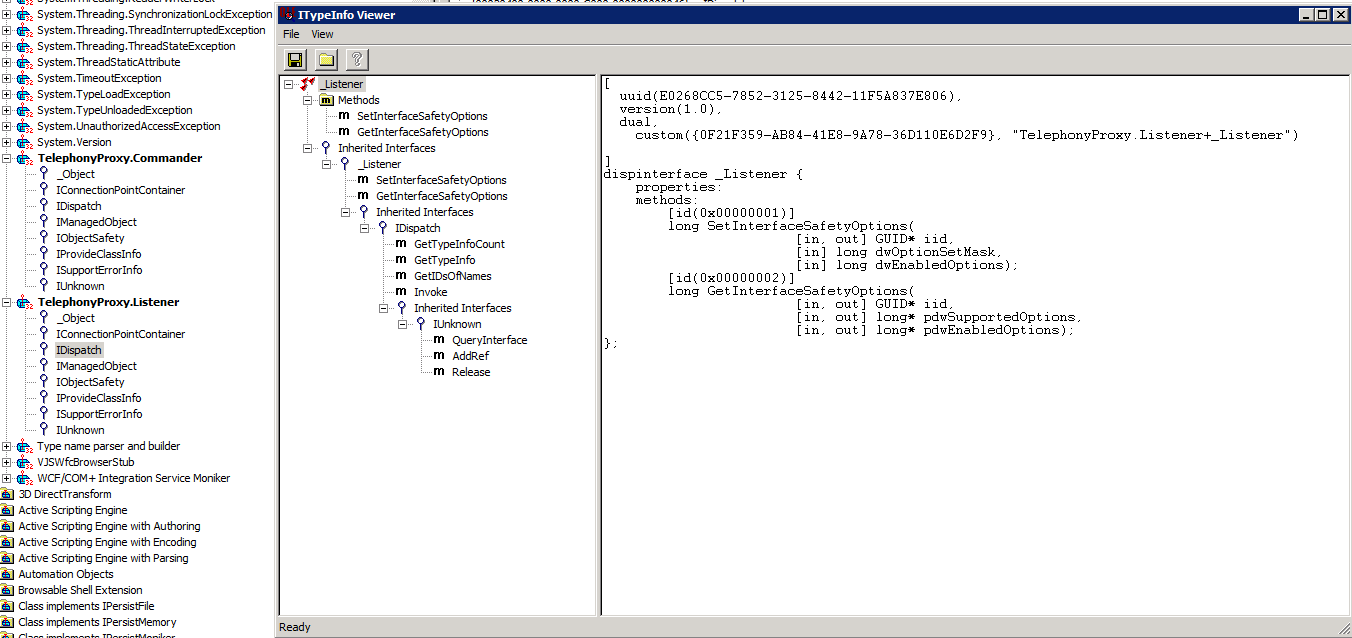 System.Threading.SynchronizationLockException
System.Threading.ThreadInterruptedException
System.Threading.ThreadStateException
System.ThreadStaticAttribute
System.TimeoutException
System.TypeLoadException
System.TypeUnloadedException
System.UnauthorizedAccessException
System.Version
TelephonyProxy.Commander
_Object
IConnectionPointContainer
IDispatch
IManagedObject
IObjectSafety
IProvideClassInfo
ISupportErrorInfo
IUnknown
TelephonyProxy.Listener
_Object
IConnectionPointContainer
IDispatch
IManagedObject
IObjectSafety
IProvideClassInfo
ISupportErrorInfo
IUnknown
Type name parser and builder
VJSWfcBrowserStub
WCF/COM+ Integration Service Moniker
3D DirectTransform
Active Scripting Engine
Active Scripting Engine with Authoring
Active Scripting Engine with Encoding
Active Scripting Engine with Parsing
Automation Objects
Browsable Shell Extension
Class implements IPersistFile
Class implements IPersistMemory
Class implements IPersistMoniker
ITypeInfo Viewer
File View
_Listener
m Methods
m SetInterfaceSafetyOptions
m GetInterfaceSafetyOptions
Inherited Interfaces
_Listener
m SetInterfaceSafetyOptions
m GetInterfaceSafetyOptions
Inherited Interfaces
IDispatch
m GetTypeInfoCount
m GetTypeInfo
m GetIDsOfNames
m Invoke
Inherited Interfaces
IUnknown
m QueryInterface
m AddRef
m Release
[
uuid(E0268CC5-7852-3125-8442-11F5A837E806),
version(1.0),
dual,
custom({0F21F359-AB84-41E8-9A78-36D110E6D2F9}, "TelephonyProxy.Listener+_Listener")
]
dispinterface _Listener {
properties:
methods:
[id(0x00000001)]
long SetInterfaceSafetyOptions(
[in, out] GUID* iid,
[in] long dwOptionSetMask,
[in] long dwEnabledOptions);
[id(0x00000002)]
long GetInterfaceSafetyOptions(
[in, out] GUID* iid,
[in, out] long* pdwSupportedOptions,
[in, out] long* pdwEnabledOptions);
};
Ready